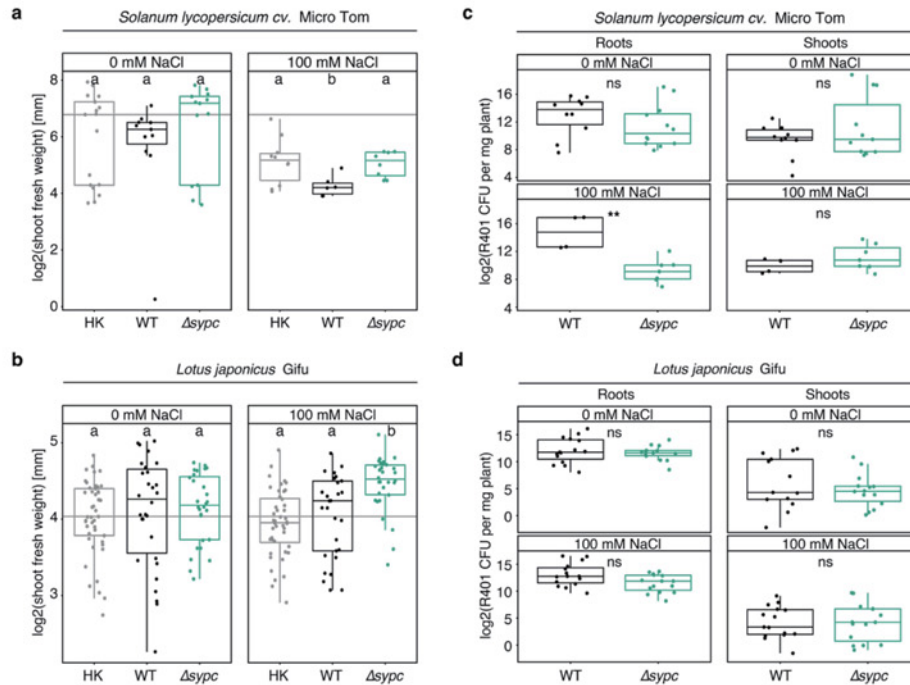 a
Solanum lycopersicum cv. Micro Tom
0 mM NaCl
100 mM NaCl
a a a
a b a
log2(shoot fresh weight) [mm]
8
6
4
2
0
HK WT Δsypc
HK WT Δsypc
b
Lotus japonicus Gifu
0 mM NaCl
100 mM NaCl
a a a
a a b
log2(shoot fresh weight) [mm]
5
4
3
HK WT Δsypc
HK WT Δsypc
c
Solanum lycopersicum cv. Micro Tom
Roots
Shoots
0 mM NaCl
0 mM NaCl
ns
ns
16
12
8
4
log2(R401 CFU per mg plant)
100 mM NaCl
100 mM NaCl
**
ns
16
12
8
4
WT Δsypc
WT Δsypc
d
Lotus japonicus Gifu
Roots
Shoots
0 mM NaCl
0 mM NaCl
ns
ns
15
10
5
0
log2(R401 CFU per mg plant)
100 mM NaCl
100 mM NaCl
ns
ns
15
10
5
0
WT Δsypc
WT Δsypc